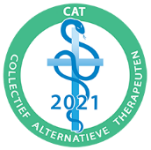 CAT
2021
COLLECTIEF ALTERNATIEVE THERAPEUTEN